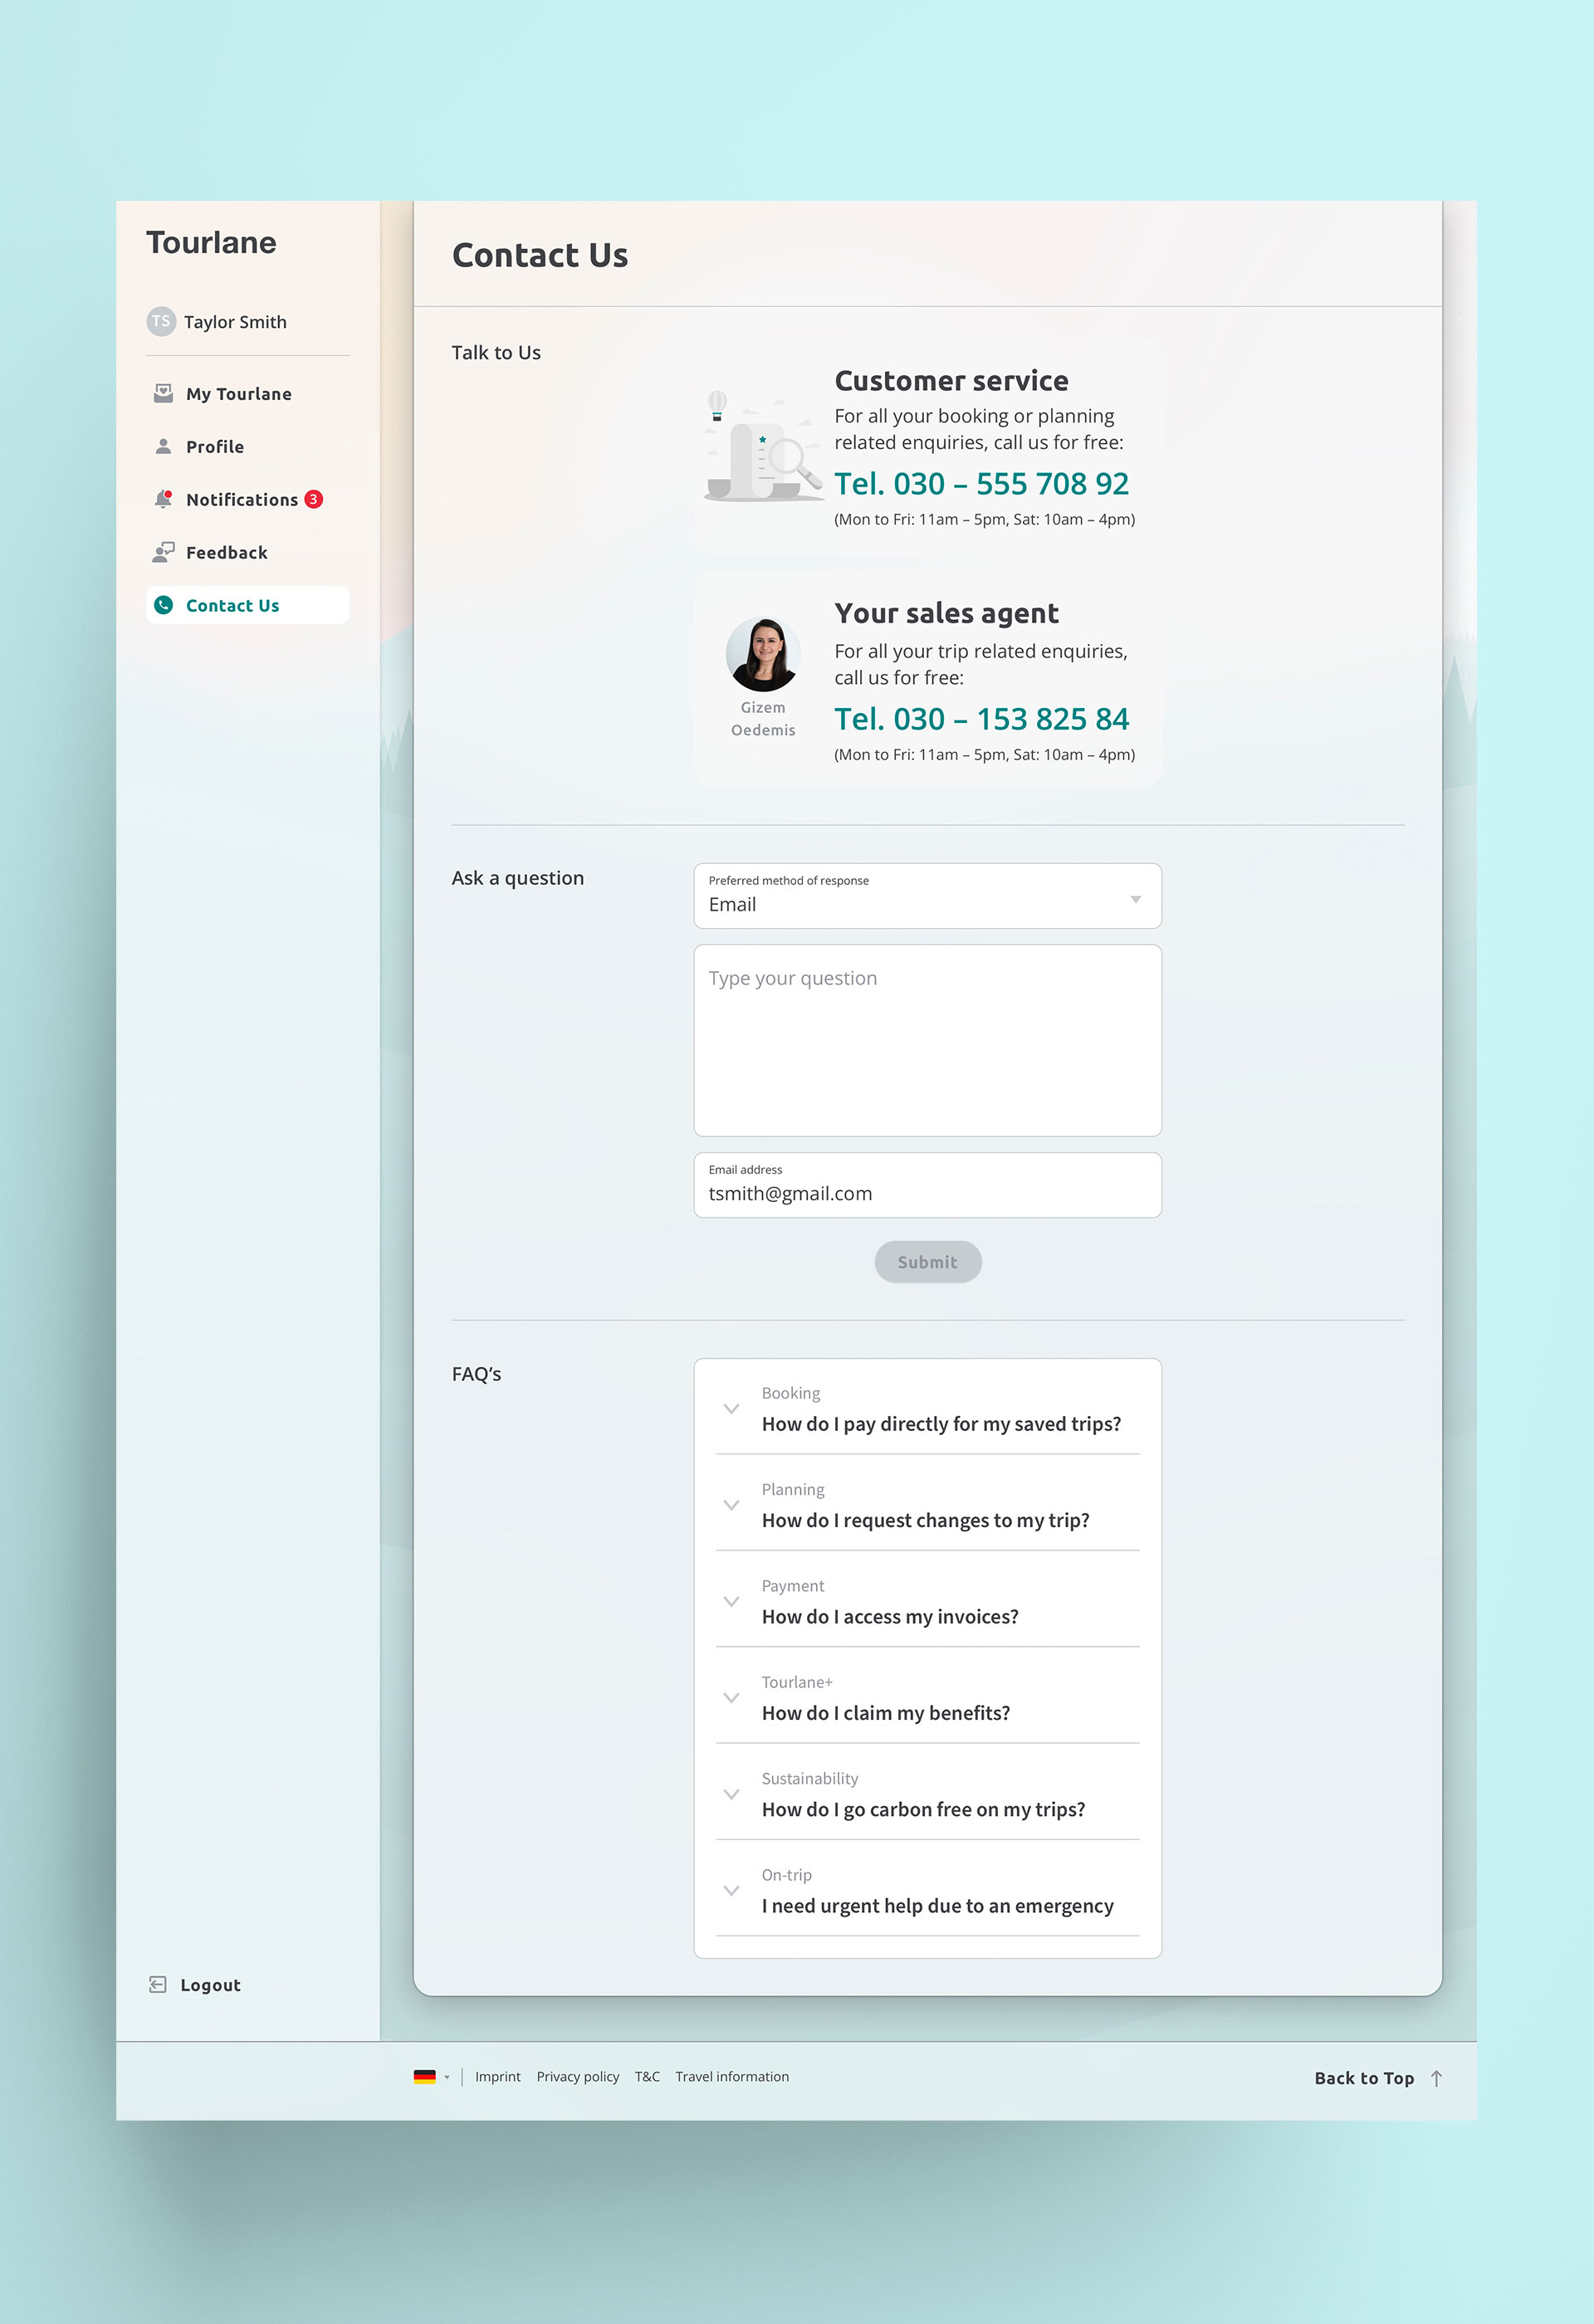 Tourlane
TS Taylor Smith
My Tourlane
Profile
Notifications 3
Feedback
Contact Us
Logout
Contact Us
Talk to Us
Customer service
For all your booking or planning
related enquiries, call us for free:
Tel. 030 – 555 708 92
(Mon to Fri: 11am – 5pm, Sat: 10am – 4pm)
Gizem
Oedemis
Your sales agent
For all your trip related enquiries,
call us for free:
Tel. 030 – 153 825 84
(Mon to Fri: 11am – 5pm, Sat: 10am – 4pm)
Ask a question
Preferred method of response
Email
Type your question
Email address
tsmith@gmail.com
Submit
FAQ’s
Booking
How do I pay directly for my saved trips?
Planning
How do I request changes to my trip?
Payment
How do I access my invoices?
Tourlane+
How do I claim my benefits?
Sustainability
How do I go carbon free on my trips?
On-trip
I need urgent help due to an emergency
Imprint Privacy policy T&C Travel information
Back to Top